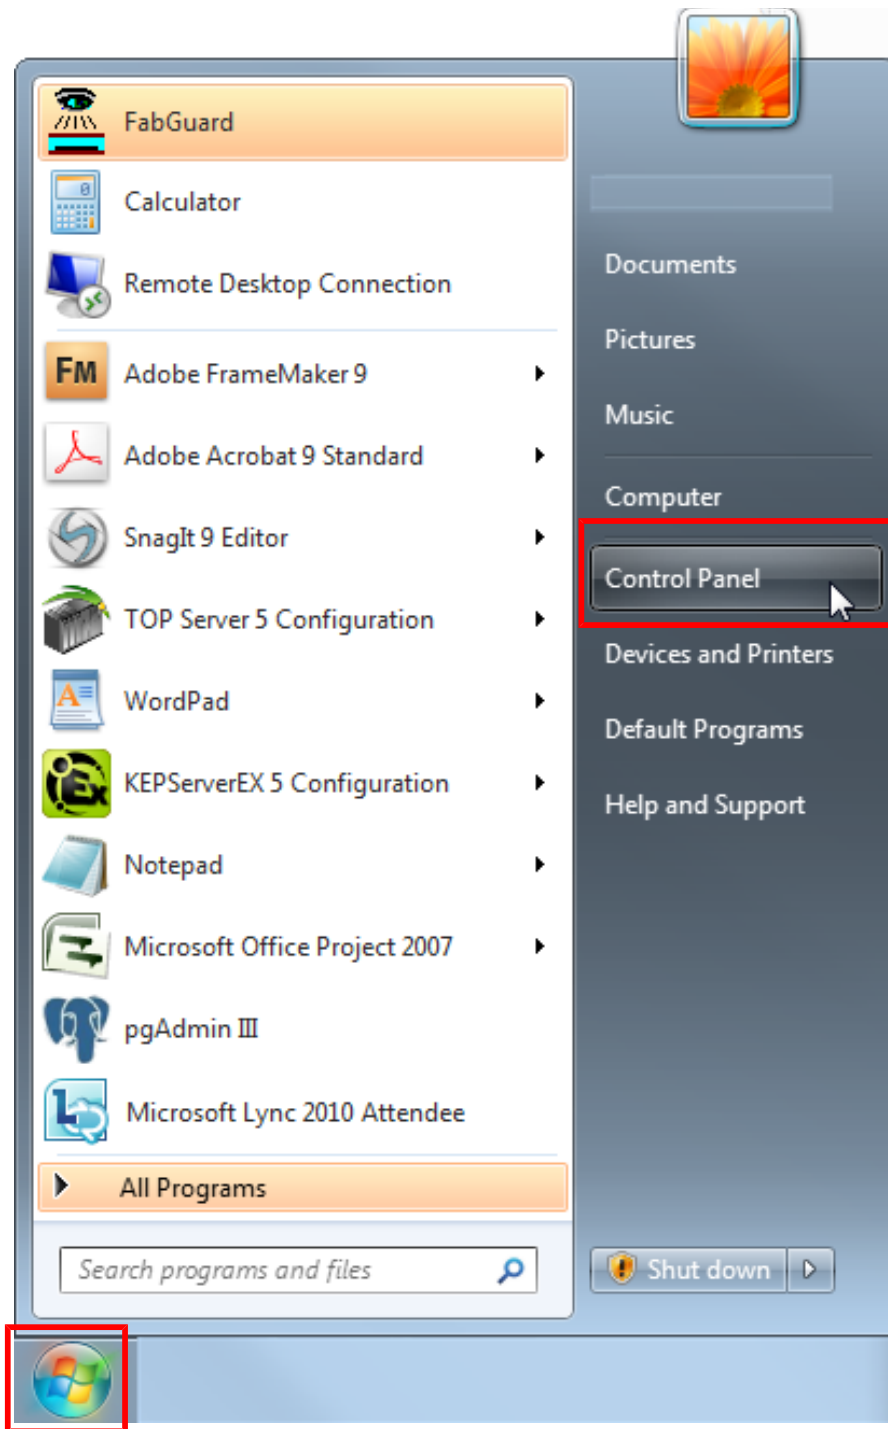 FabGuard
Calculator
Remote Desktop Connection
FM Adobe FrameMaker 9
Adobe Acrobat 9 Standard
SnagIt 9 Editor
TOP Server 5 Configuration
A WordPad
Ex KEPServerEX 5 Configuration
Notepad
Microsoft Office Project 2007
pgAdmin III
L Microsoft Lync 2010 Attendee
All Programs
Search programs and files
Documents
Pictures
Music
Computer
Control Panel
Devices and Printers
Default Programs
Help and Support
Shut down